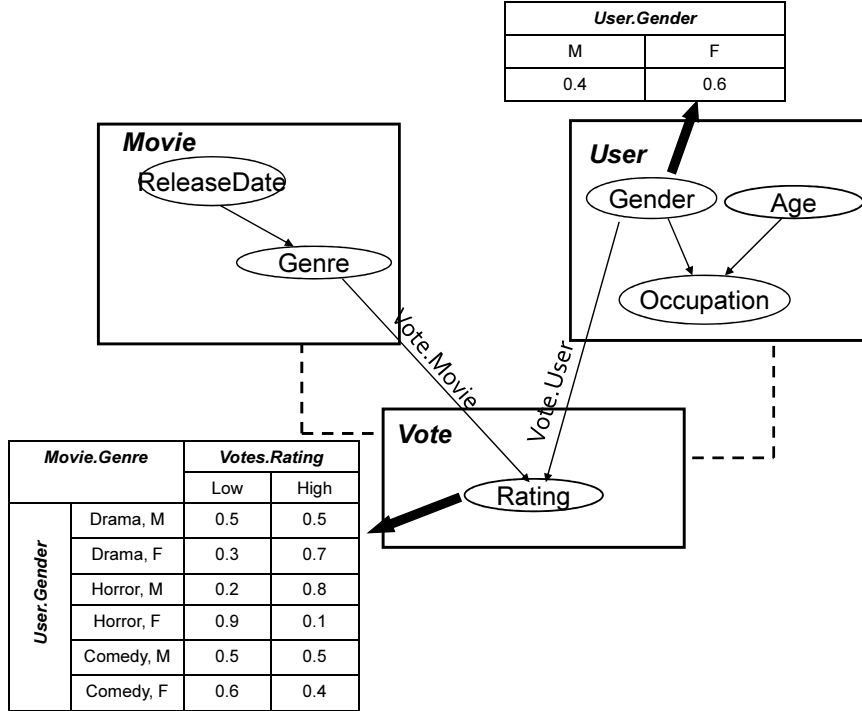 User.Gender
M F
0.4 0.6
Movie
ReleaseDate
Genre
User
Gender
Age
Occupation
Vote.Movie
Vote.User
Vote
Rating
Movie.Genre Votes.Rating
Low High
User.Gender
Drama, M 0.5 0.5
Drama, F 0.3 0.7
Horror, M 0.2 0.8
Horror, F 0.9 0.1
Comedy, M 0.5 0.5
Comedy, F 0.6 0.4